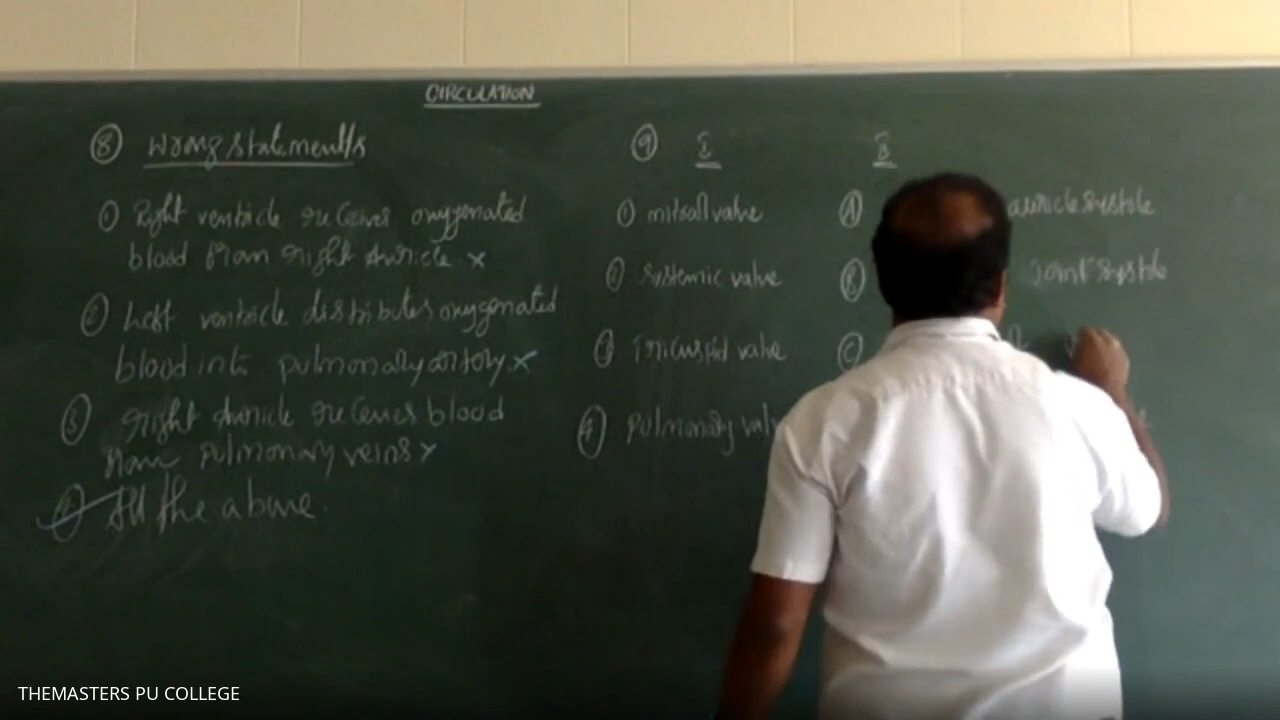 CIRCULATION
8 Wrong statement/s
1 Right ventricle receives oxygenated
blood from right auricle x
2 Left ventricle distributes oxygenated
blood into pulmonary artery. x
3 right auricle receives blood
from pulmonary veins x
4 All the above.
9 I II
1 mitral valve A auricle systole
2 Systemic valve B Joint systole
3 Tricuspid valve C
4 pulmonary valv
THEMASTERS PU COLLEGE